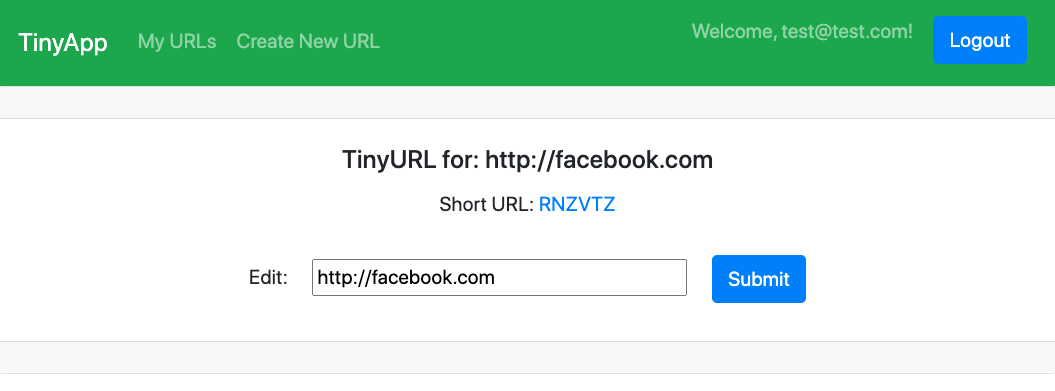 TinyApp My URLs Create New URL Welcome, test@test.com! Logout
TinyURL for: http://facebook.com
Short URL: RNZVTZ
Edit: http://facebook.com Submit